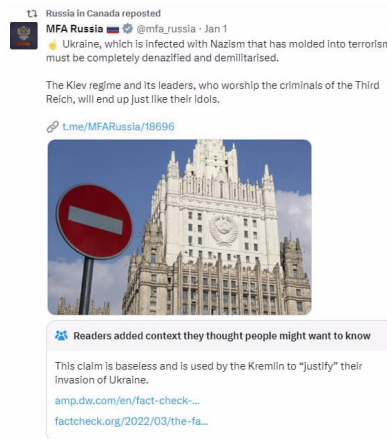 Russia in Canada reposted
MFA Russia 🇷🇺 @mfa_russia · Jan 1
☝ Ukraine, which is infected with Nazism that has molded into terrorism
must be completely denazified and demilitarised.
The Kiev regime and its leaders, who worship the criminals of the Third
Reich, will end up just like their idols.
🔗 t.me/MFARussia/18696
Readers added context they thought people might want to know
This claim is baseless and is used by the Kremlin to “justify” their
invasion of Ukraine.
amp.dw.com/en/fact-check-...
factcheck.org/2022/03/the-fa...